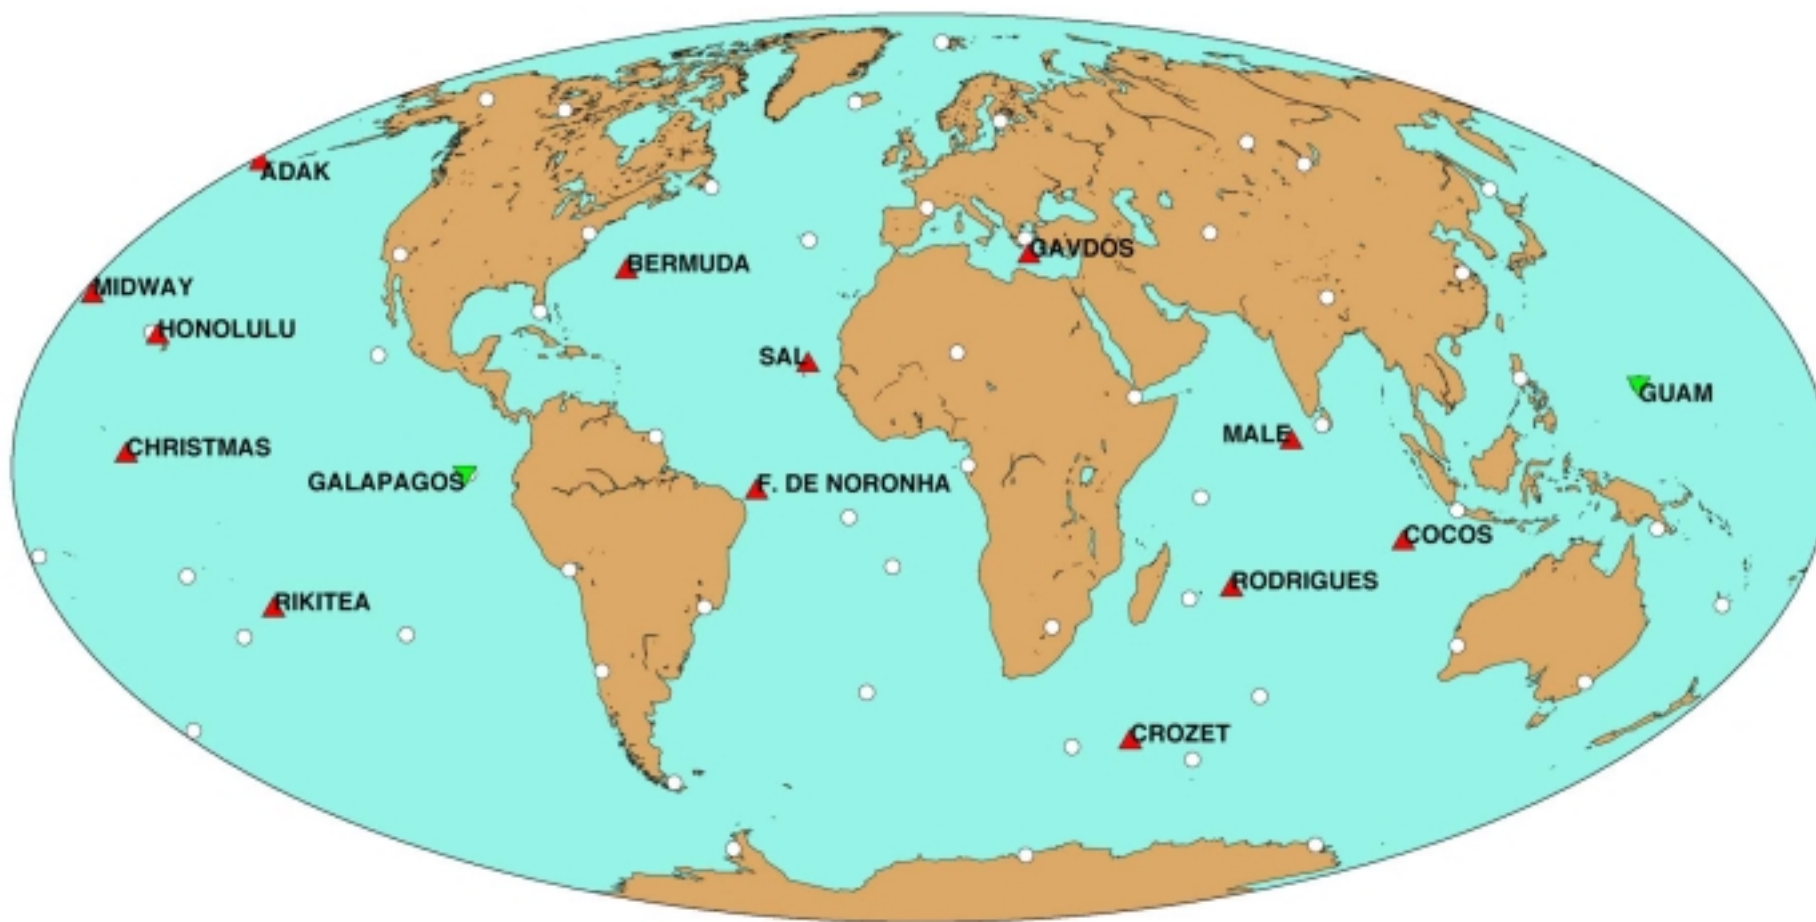 ADAK
GAVDOS
BERMUDA
MIDWAY
HONOLULU
SAL
GUAM
MALE
CHRISTMAS
GALAPAGOS
F. DE NORONHA
COCOS
RODRIGUES
RIKITEA
CROZET